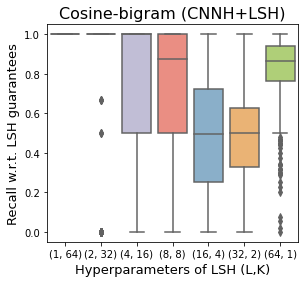 Cosine-bigram (CNNH+LSH)
Recall w.r.t. LSH guarantees
1.0
0.8
0.6
0.4
0.2
0.0
(1, 64) (2, 32) (4, 16) (8, 8) (16, 4) (32, 2) (64, 1)
Hyperparameters of LSH (L,K)